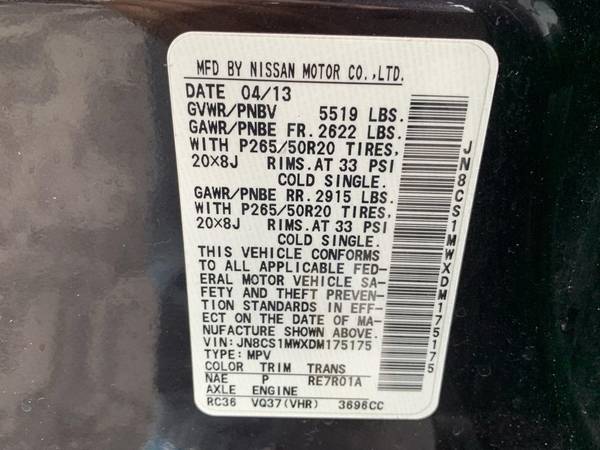 MFD BY NISSAN MOTOR CO.,LTD.
DATE 04/13
GVWR/PNBV 5519 LBS.
GAWR/PNBE FR. 2622 LBS.
WITH P265/50R20 TIRES,
20×8J RIMS. AT 33 PSI
COLD SINGLE.
GAWR/PNBE RR. 2915 LBS.
WITH P265/50R20 TIRES,
20×8J RIMS. AT 33 PSI
COLD SINGLE.
THIS VEHICLE CONFORMS
TO ALL APPLICABLE FED-
ERAL MOTOR VEHICLE SA-
FETY AND THEFT PREVEN-
TION STANDARDS IN EFF-
ECT ON THE DATE OF MA-
NUFACTURE SHOWN ABOVE.
VIN: JN8CS1MWXDM175175
TYPE: MPV
COLOR TRIM TRANS
NAE P RE7R01A
AXLE ENGINE
RC36 VQ37(VHR) 3696CC
JN8CS1MWXDM175175